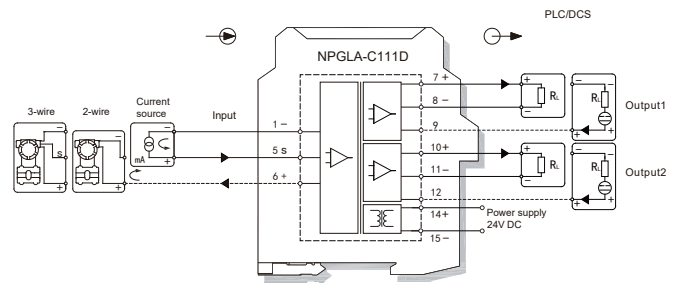 PLC/DCS
NPGLA-C111D
3-wire
2-wire
Current
source
Input
mA
− + S
− +
− +
1 −
5 S
6 +
7 +
8 −
9
10+
11−
12
14+
15−
+ −
RL
− − + +
RL
Output1
+ −
RL
− − + +
RL
Output2
Power supply
24V DC